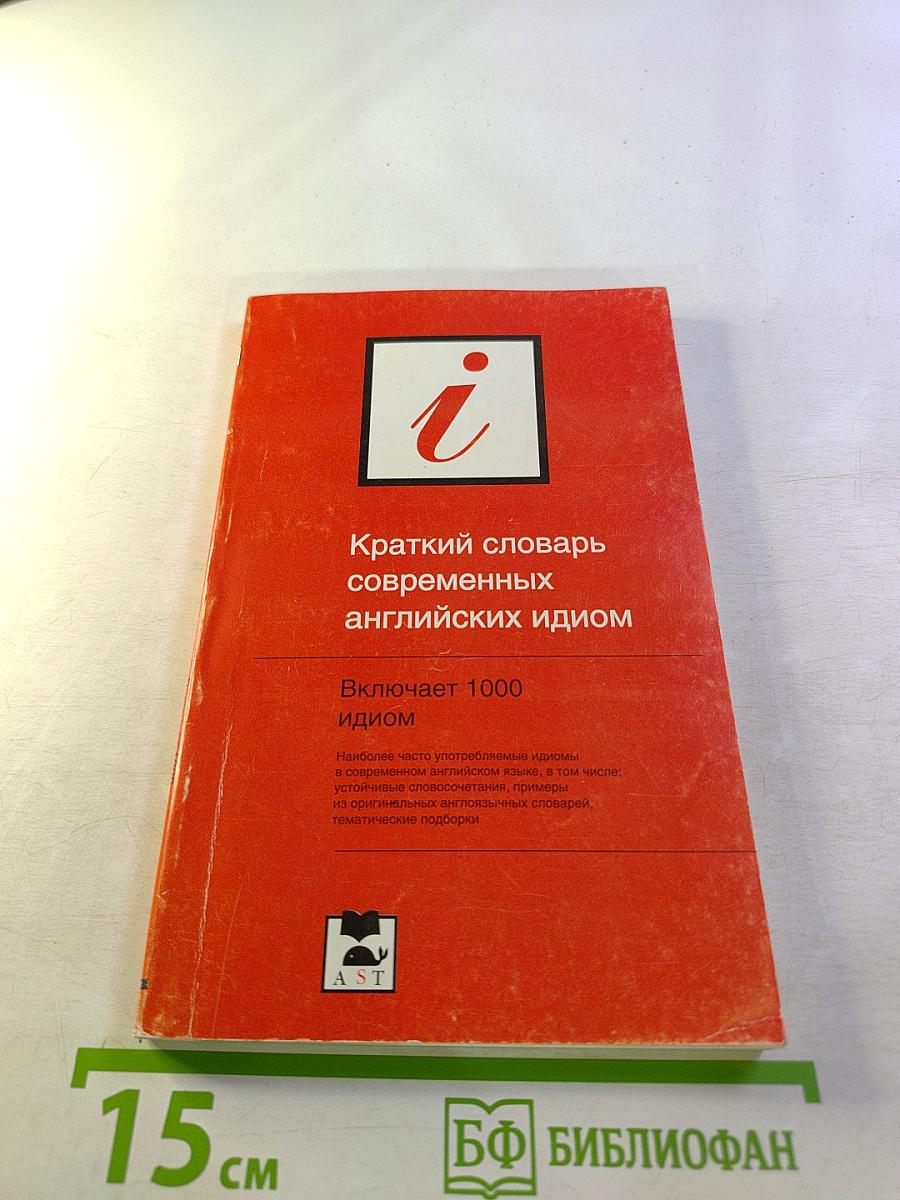 i
Краткий словарь
современных
английских идиом
Включает 1000
идиом
Наиболее часто употребляемые идиомы
в современном английском языке, в том числе:
устойчивые словосочетания, примеры
из оригинальных англоязычных словарей,
тематические подборки
AST
15 см
БФ БИБЛИОФАН